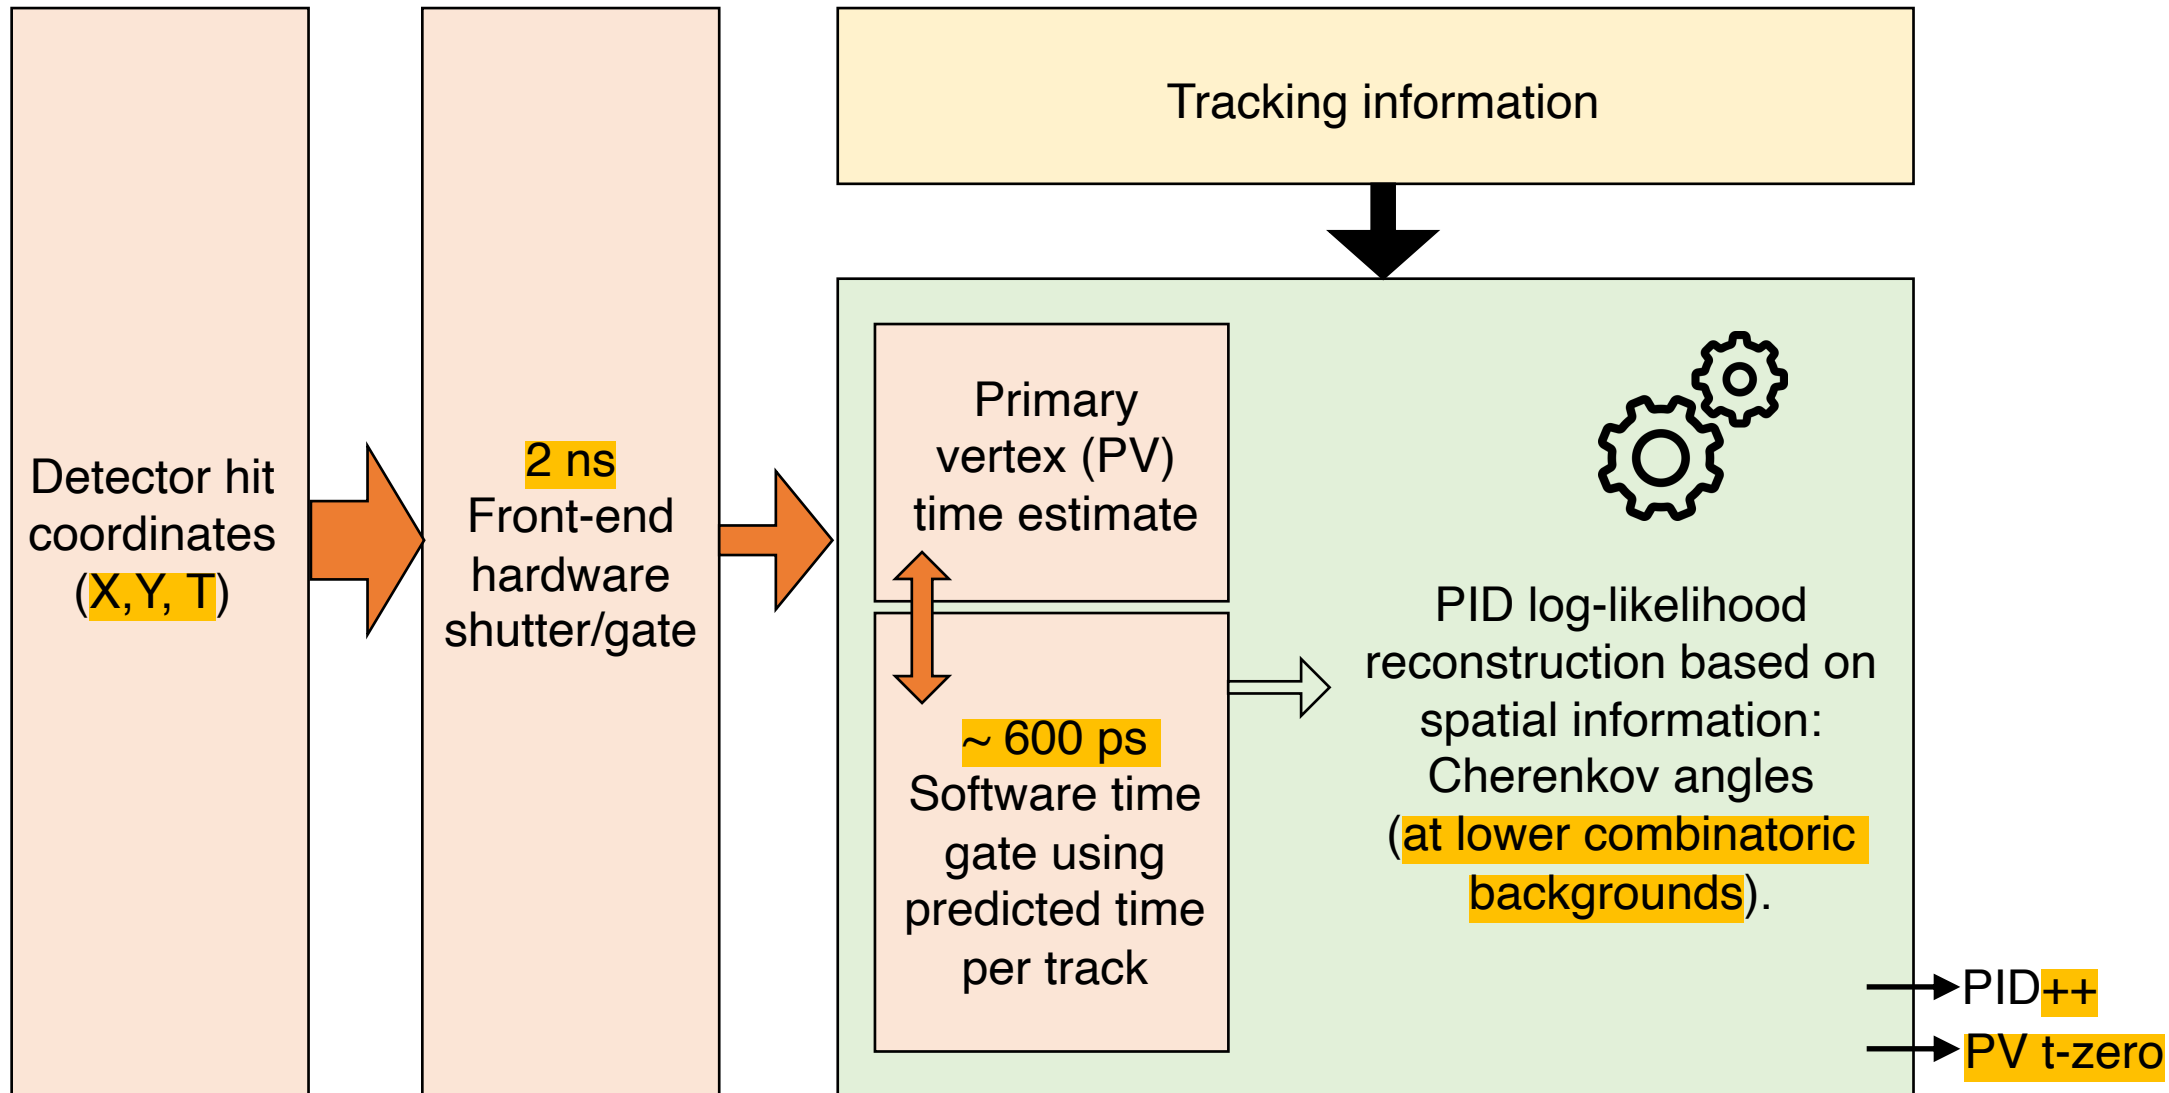 Detector hit
coordinates
(X,Y, T)
2 ns
Front-end
hardware
shutter/gate
Tracking information
Primary
vertex (PV)
time estimate
~ 600 ps
Software time
gate using
predicted time
per track
PID log-likelihood
reconstruction based on
spatial information:
Cherenkov angles
(at lower combinatoric
backgrounds).
PID++
PV t-zero